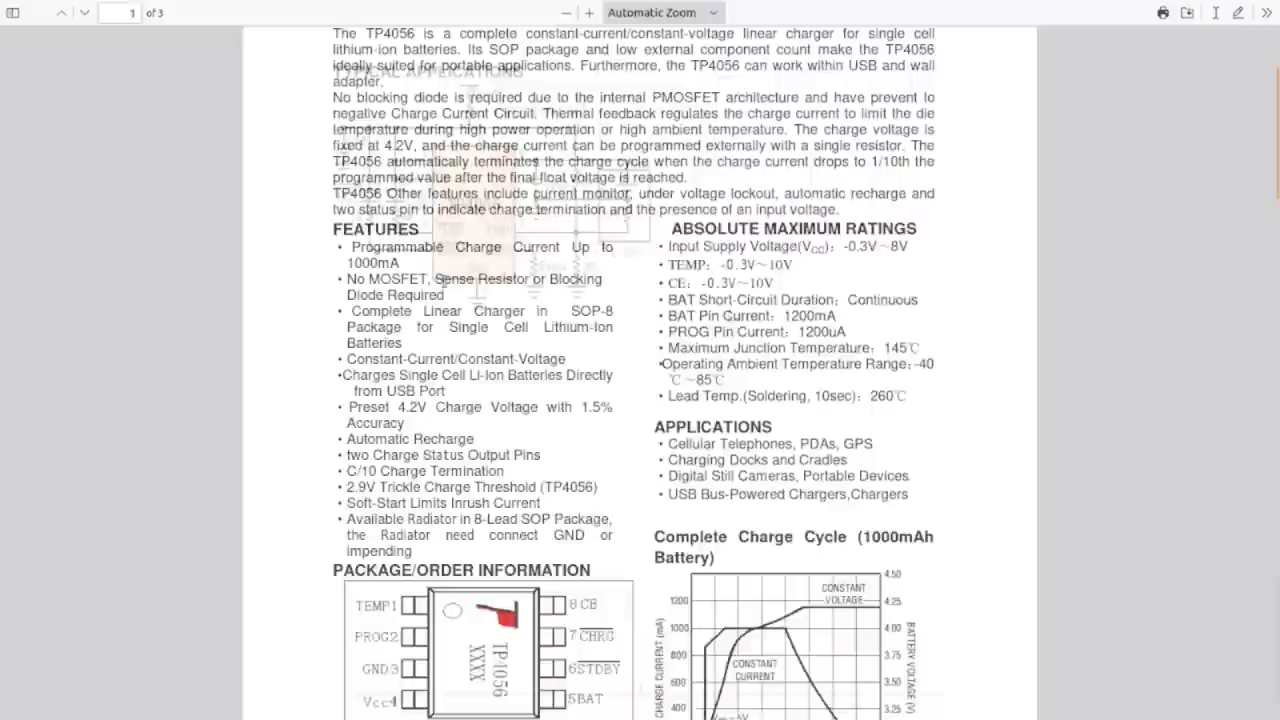 1 of 3
Automatic Zoom
The TP4056 is a complete constant-current/constant-voltage linear charger for single cell
lithium-ion batteries. Its SOP package and low external component count make the TP4056
ideally suited for portable applications. Furthermore, the TP4056 can work within USB and wall
adapter.
TYPICAL APPLICATIONS
No blocking diode is required due to the internal PMOSFET architecture and have prevent to
negative Charge Current Circuit. Thermal feedback regulates the charge current to limit the die
temperature during high power operation or high ambient temperature. The charge voltage is
fixed at 4.2V, and the charge current can be programmed externally with a single resistor. The
TP4056 automatically terminates the charge cycle when the charge current drops to 1/10th the
programmed value after the final float voltage is reached.
TP4056 Other features include current monitor, under voltage lockout, automatic recharge and
two status pin to indicate charge termination and the presence of an input voltage.
FEATURES
• Programmable Charge Current Up to
1000mA
• No MOSFET, Sense Resistor or Blocking
Diode Required
• Complete Linear Charger in SOP-8
Package for Single Cell Lithium-Ion
Batteries
• Constant-Current/Constant-Voltage
•Charges Single Cell Li-Ion Batteries Directly
from USB Port
• Preset 4.2V Charge Voltage with 1.5%
Accuracy
• Automatic Recharge
• two Charge Status Output Pins
• C/10 Charge Termination
• 2.9V Trickle Charge Threshold (TP4056)
• Soft-Start Limits Inrush Current
• Available Radiator in 8-Lead SOP Package,
the Radiator need connect GND or
impending
PACKAGE/ORDER INFORMATION
TEMP1
PROG2
GND3
Vcc4
TP4056
XXXX
8 CE
7 CHRG
6STDBY
5BAT
ABSOLUTE MAXIMUM RATINGS
• Input Supply Voltage(VCC)：-0.3V～8V
• TEMP：-0.3V～10V
• CE：-0.3V～10V
• BAT Short-Circuit Duration：Continuous
• BAT Pin Current：1200mA
• PROG Pin Current：1200uA
• Maximum Junction Temperature：145℃
•Operating Ambient Temperature Range：-40
℃～85℃
• Lead Temp.(Soldering, 10sec)：260℃
APPLICATIONS
• Cellular Telephones, PDAs, GPS
• Charging Docks and Cradles
• Digital Still Cameras, Portable Devices
• USB Bus-Powered Chargers,Chargers
Complete Charge Cycle (1000mAh
Battery)
CHARGE CURRENT (mA)
1200
1000
800
600
400
CONSTANT
VOLTAGE
CONSTANT
CURRENT
4.50
4.25
4.00
3.75
3.50
3.25
BATTERY VOLTAGE (V)